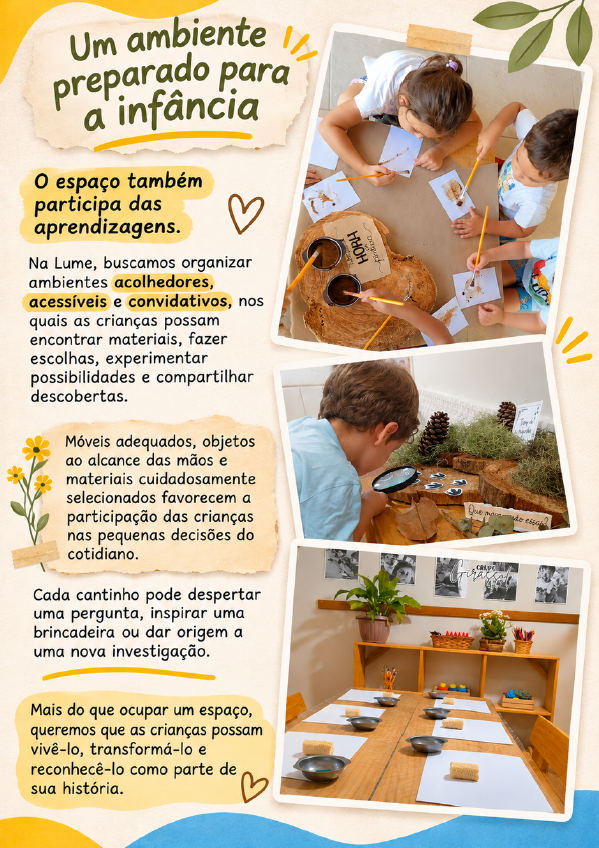 Um ambiente
preparado para
a infância
O espaço também
participa das
aprendizagens.
Na Lume, buscamos organizar
ambientes acolhedores,
acessíveis e convidativos, nos
quais as crianças possam
encontrar materiais, fazer
escolhas, experimentar
possibilidades e compartilhar
descobertas.
Móveis adequados, objetos
ao alcance das mãos e
materiais cuidadosamente
selecionados favorecem a
participação das crianças
nas pequenas decisões do
cotidiano.
Cada cantinho pode despertar
uma pergunta, inspirar uma
brincadeira ou dar origem a
uma nova investigação.
Mais do que ocupar um espaço,
queremos que as crianças possam
vivê-lo, transformá-lo e
reconhecê-lo como parte de
sua história.
HORA
GRUPO
Girassol